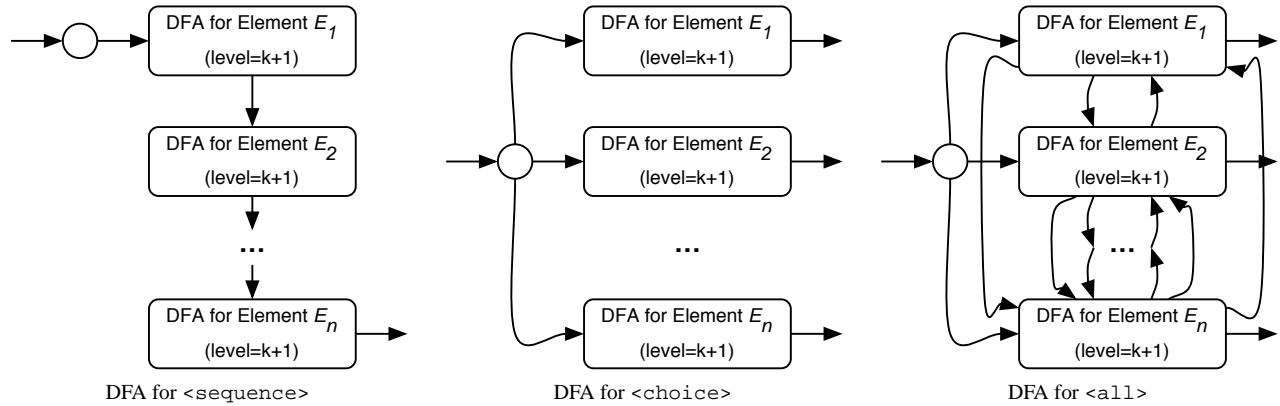 DFA for Element E1
(level=k+1)
DFA for Element E2
(level=k+1)
...
DFA for Element En
(level=k+1)
DFA for <sequence>
DFA for Element E1
(level=k+1)
DFA for Element E2
(level=k+1)
...
DFA for Element En
(level=k+1)
DFA for <choice>
DFA for Element E1
(level=k+1)
DFA for Element E2
(level=k+1)
...
DFA for Element En
(level=k+1)
DFA for <all>